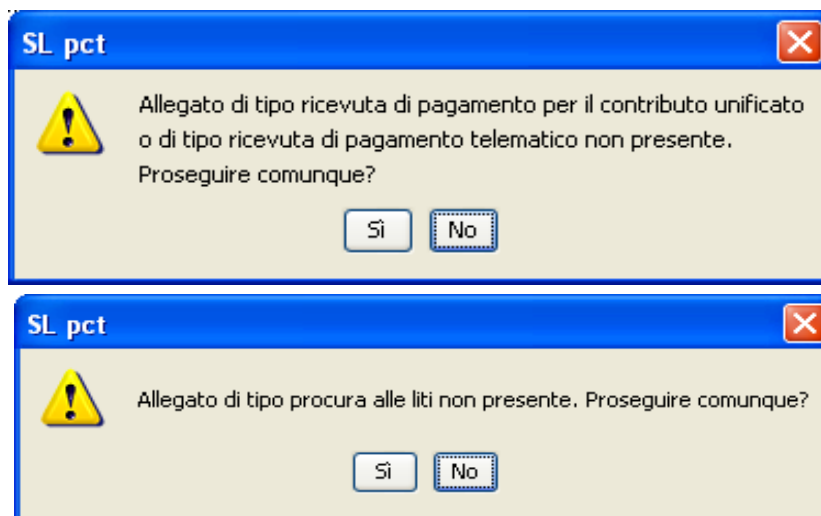 SL pct
Allegato di tipo ricevuta di pagamento per il contributo unificato
o di tipo ricevuta di pagamento telematico non presente.
Proseguire comunque?
Sì No
SL pct
Allegato di tipo procura alle liti non presente. Proseguire comunque?
Sì No